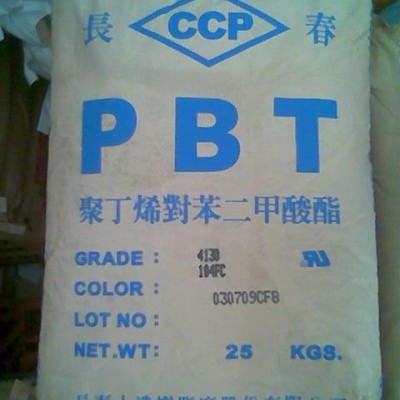 長 CCP 春
PBT
聚丁烯對苯二甲酸酯
GRADE: 4130
104FC
COLOR:
030709CF8
LOT NO:
NET.WT: 25 KGS.